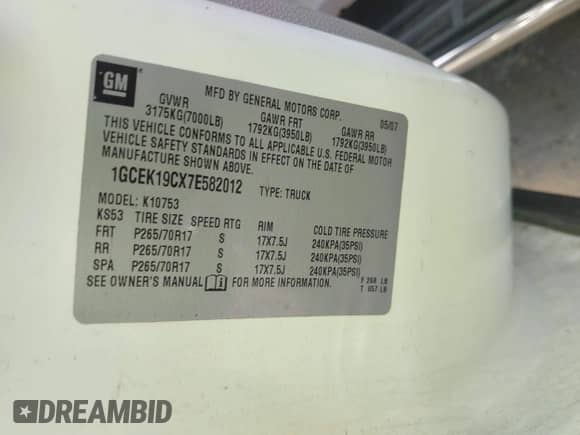 GM
MFD BY GENERAL MOTORS CORP. 05/07
GVWR GAWR FRT GAWR RR
3175KG(7000LB) 1792KG(3950LB) 1792KG(3950LB)
THIS VEHICLE CONFORMS TO ALL APPLICABLE U.S. FEDERAL MOTOR
VEHICLE SAFETY STANDARDS IN EFFECT ON THE DATE OF
MANUFACTURE SHOWN ABOVE.
1GCEK19CX7E582012 TYPE: TRUCK
MODEL: K10753
KS53 TIRE SIZE SPEED RTG RIM COLD TIRE PRESSURE
FRT P265/70R17 S 17X7.5J 240KPA(35PSI)
RR P265/70R17 S 17X7.5J 240KPA(35PSI)
SPA P265/70R17 S 17X7.5J 240KPA(35PSI)
SEE OWNER'S MANUAL FOR MORE INFORMATION.
F 268 LB
T 057 LB
DREAMBID